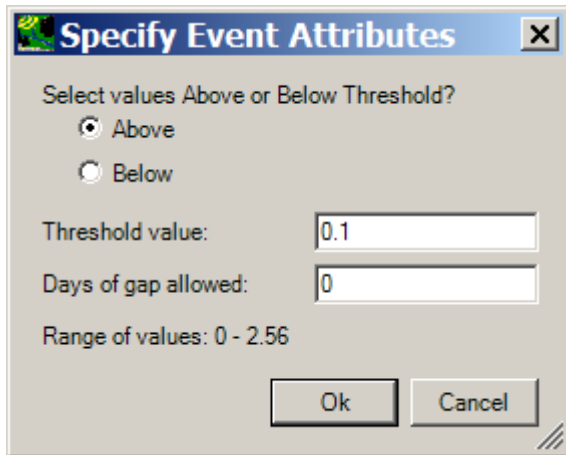 Specify Event Attributes
Select values Above or Below Threshold?
Above
Below
Threshold value: 0.1
Days of gap allowed: 0
Range of values: 0 - 2.56
Ok Cancel